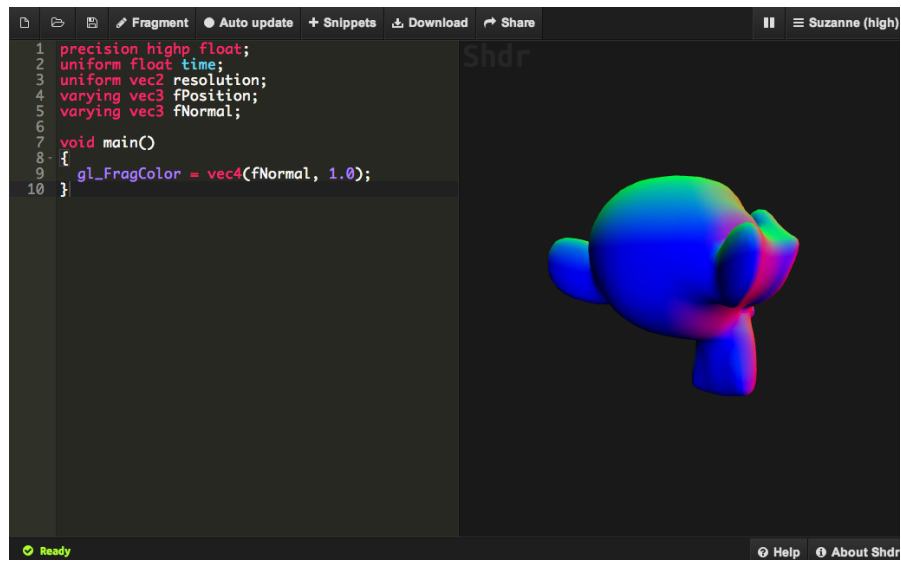 Fragment Auto update Snippets Download Share Suzanne (high)
Shdr
1 precision highp float;
2 uniform float time;
3 uniform vec2 resolution;
4 varying vec3 fPosition;
5 varying vec3 fNormal;
6
7 void main()
8 {
9 gl_FragColor = vec4(fNormal, 1.0);
10 }
Ready Help About Shdr